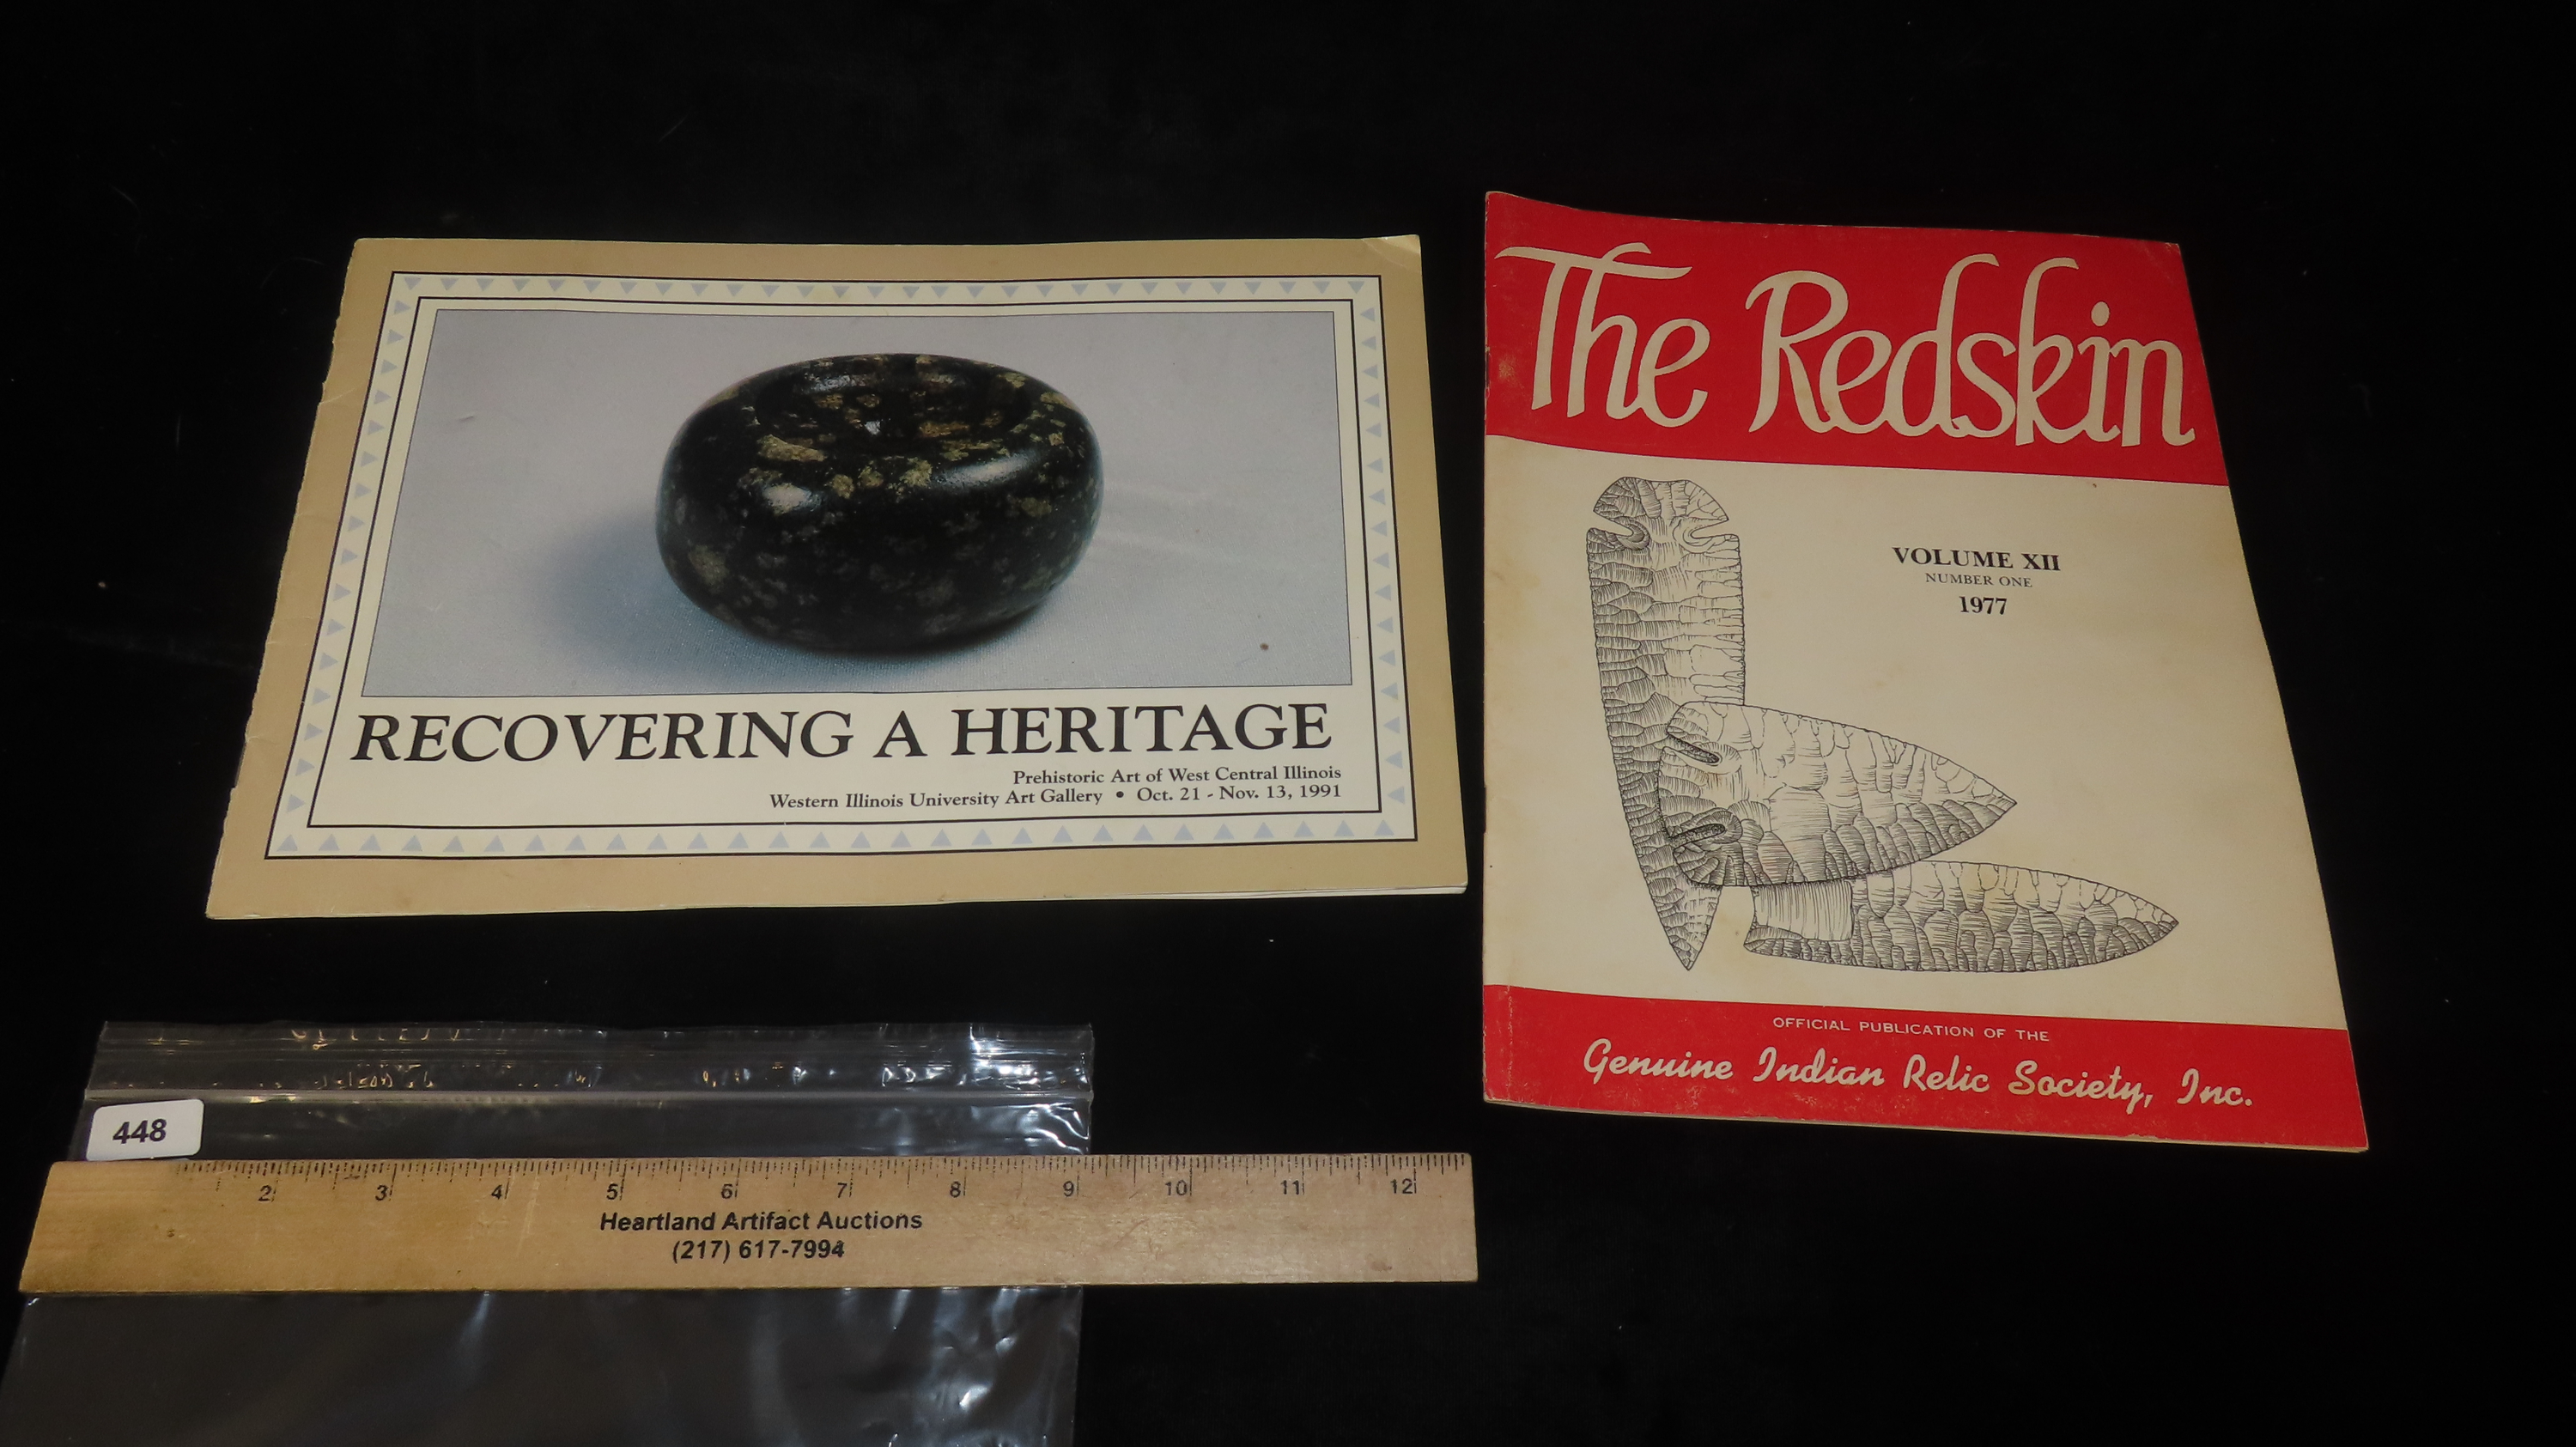 RECOVERING A HERITAGE
Prehistoric Art of West Central Illinois
Western Illinois University Art Gallery • Oct. 21 - Nov. 13, 1991
The Redskin
VOLUME XII
NUMBER ONE
1977
OFFICIAL PUBLICATION OF THE
Genuine Indian Relic Society, Inc.
448
2 3 4 5 6 7 8 9 10 11 12
Heartland Artifact Auctions
(217) 617-7994